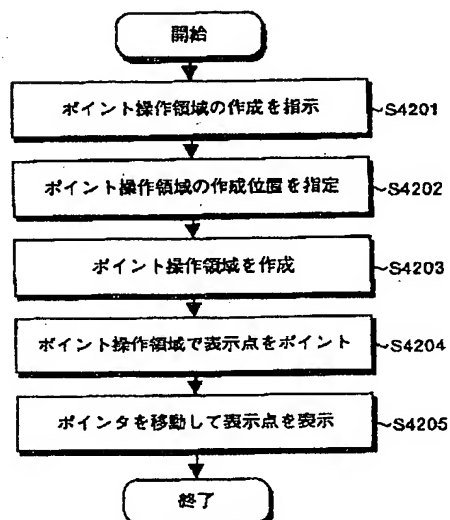 開始
ポイント操作領域の作成を指示
S4201
ポイント操作領域の作成位置を指定
S4202
ポイント操作領域を作成
S4203
ポイント操作領域で表示点をポイント
S4204
ポインタを移動して表示点を表示
S4205
終了